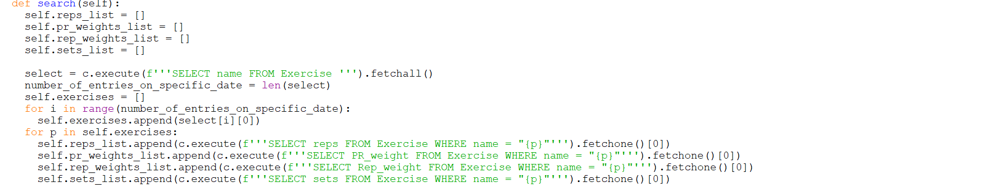 def search(self):
self.reps_list = []
self.pr_weights_list = []
self.rep_weights_list = []
self.sets_list = []
select = c.execute(f'''SELECT name FROM Exercise ''').fetchall()
number_of_entries_on_specific_date = len(select)
self.exercises = []
for i in range(number_of_entries_on_specific_date):
self.exercises.append(select[i][0])
for p in self.exercises:
self.reps_list.append(c.execute(f'''SELECT reps FROM Exercise WHERE name = "{p}"''').fetchone()[0])
self.pr_weights_list.append(c.execute(f'''SELECT PR_weight FROM Exercise WHERE name = "{p}"''').fetchone()[0])
self.rep_weights_list.append(c.execute(f'''SELECT Rep_weight FROM Exercise WHERE name = "{p}"''').fetchone()[0])
self.sets_list.append(c.execute(f'''SELECT sets FROM Exercise WHERE name = "{p}"''').fetchone()[0])